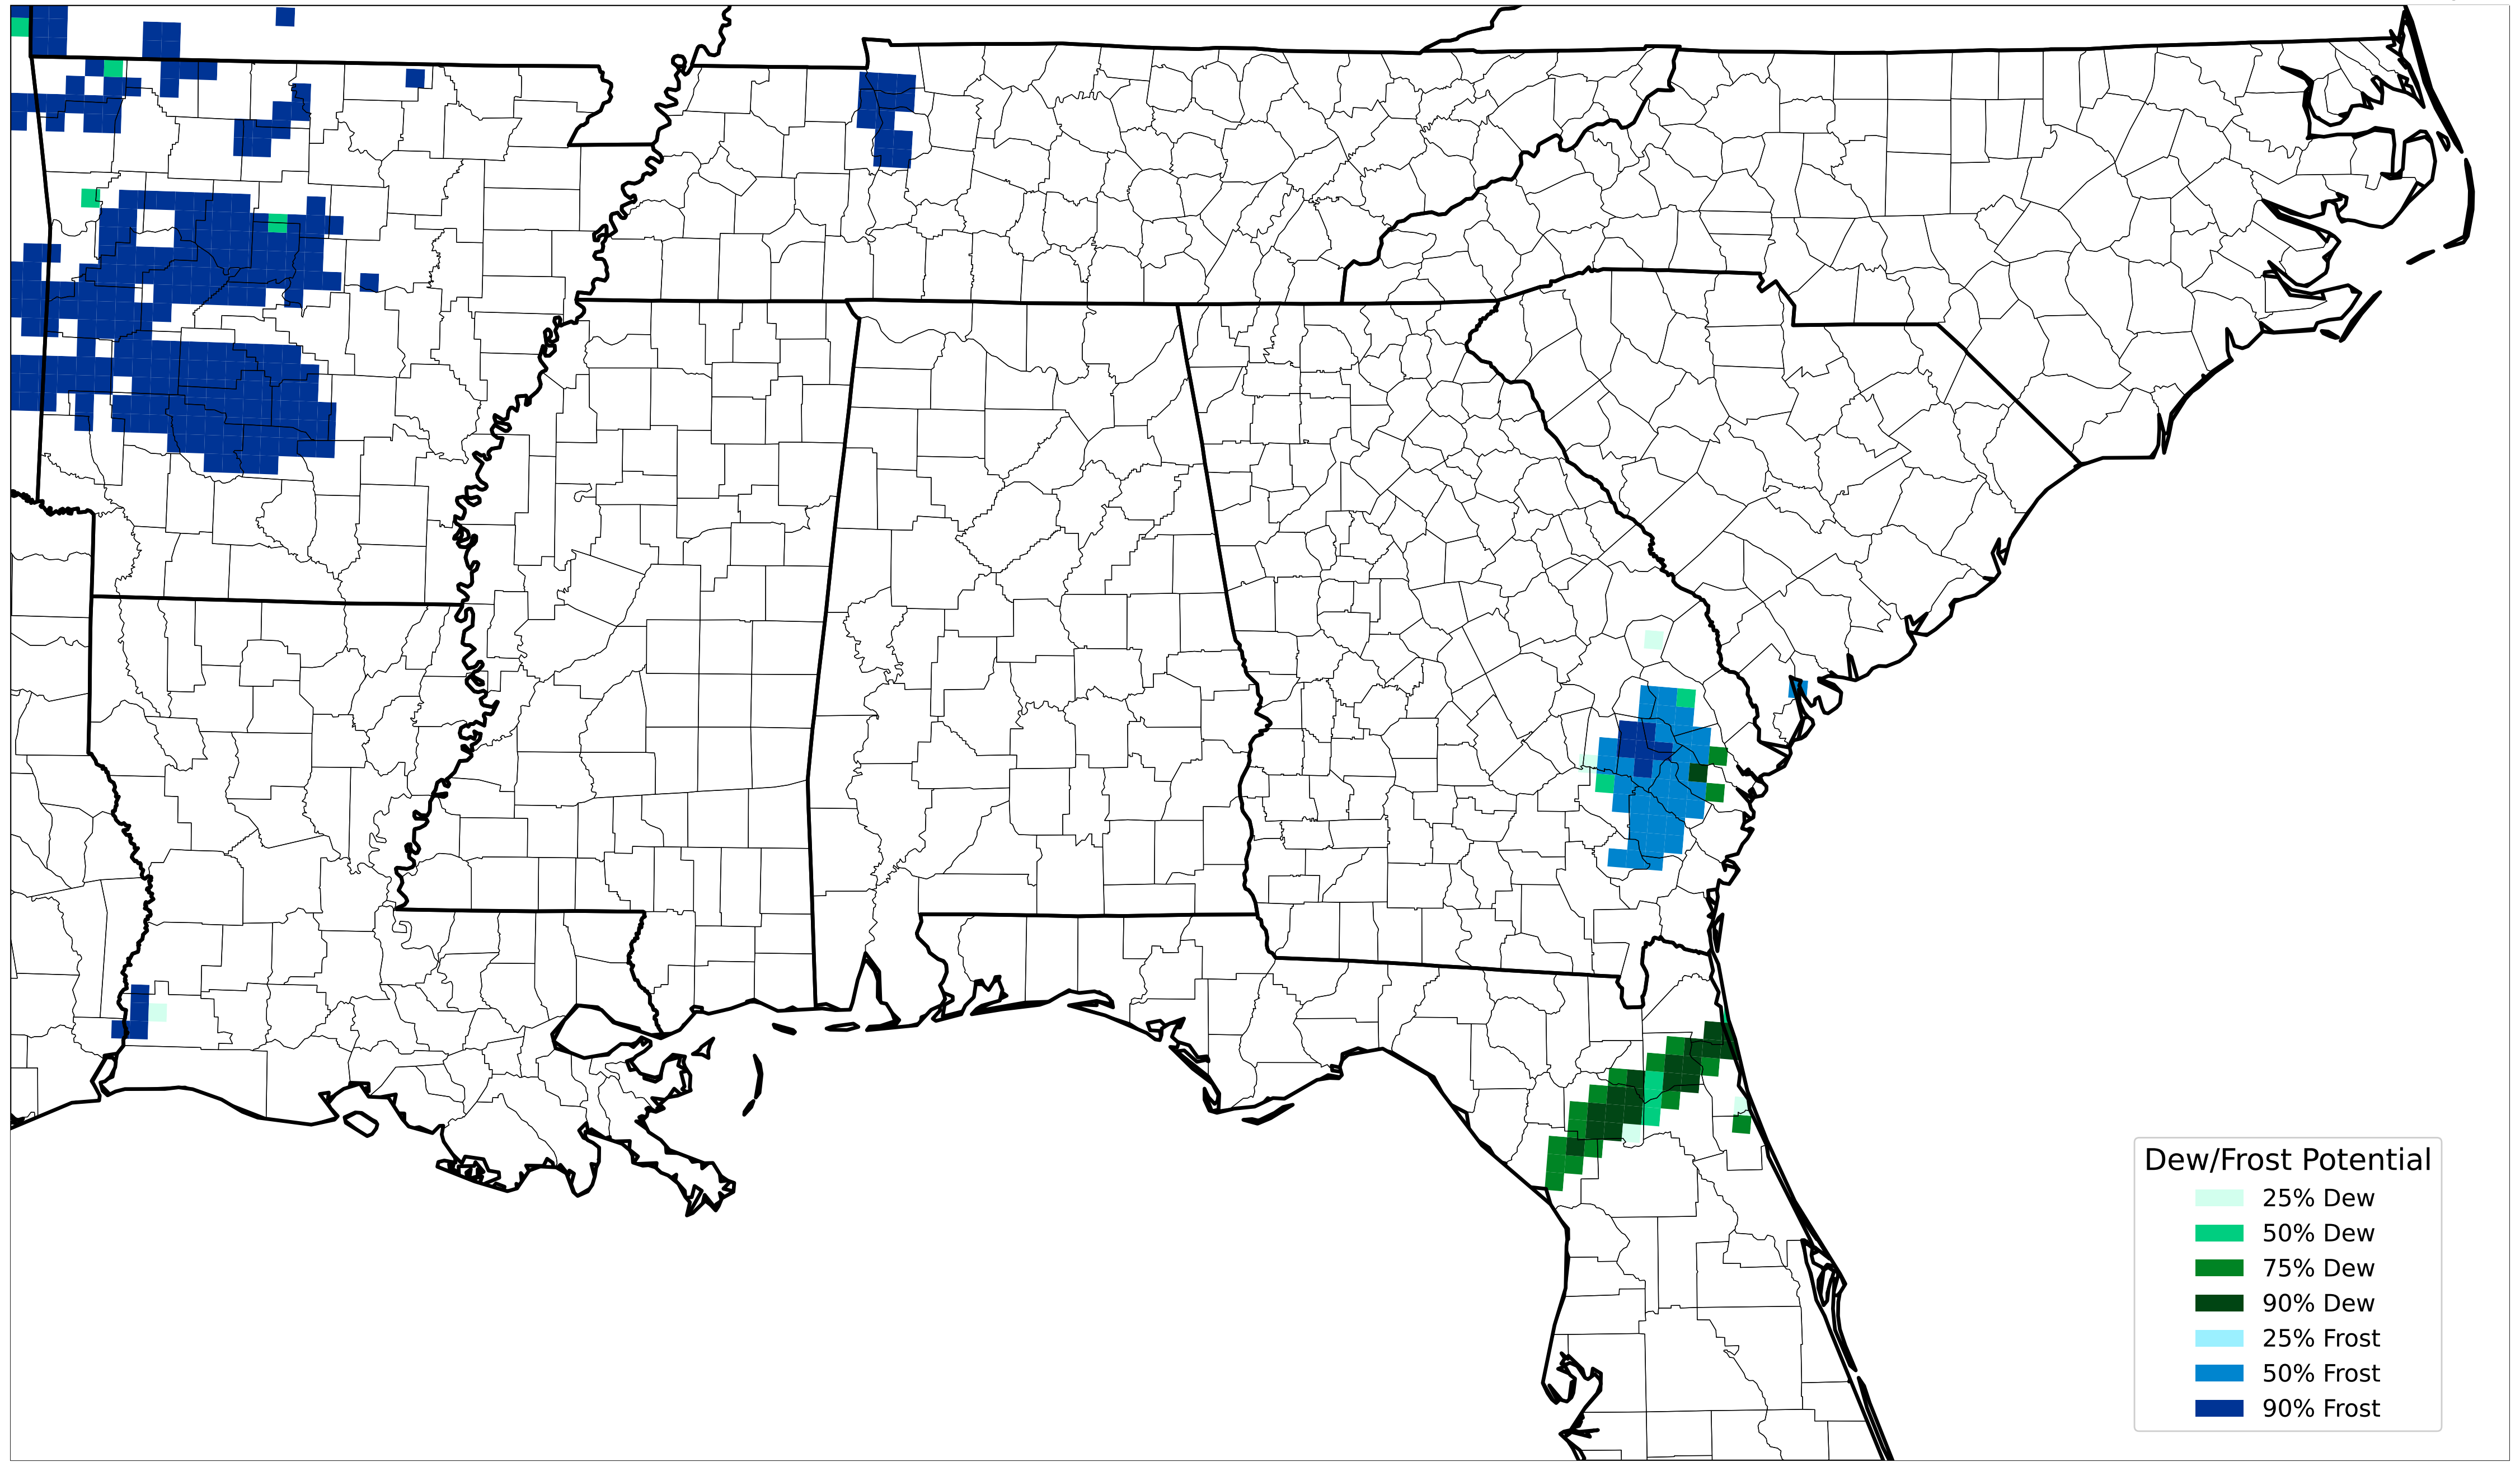 Dew/Frost Potential
25% Dew
50% Dew
75% Dew
90% Dew
25% Frost
50% Frost
90% Frost